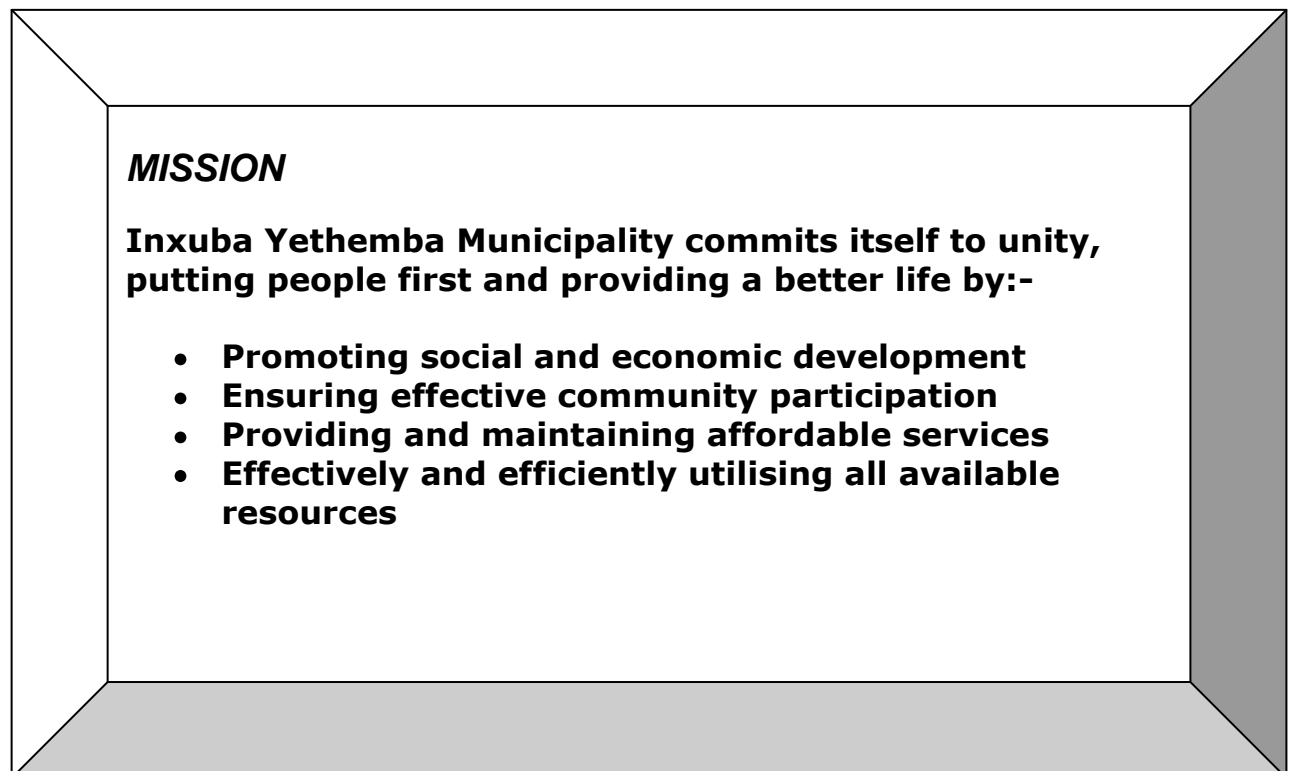 MISSION
Inxuba Yethemba Municipality commits itself to unity,
putting people first and providing a better life by:-
• Promoting social and economic development
• Ensuring effective community participation
• Providing and maintaining affordable services
• Effectively and efficiently utilising all available
resources